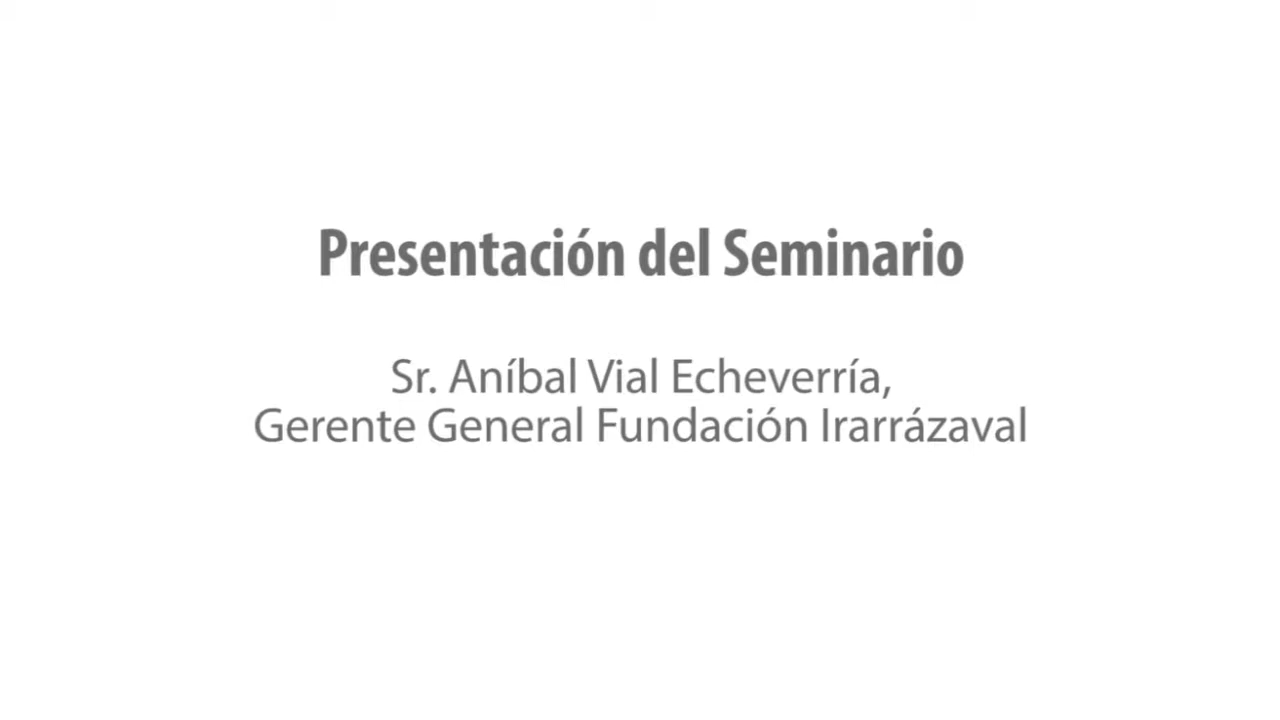 Presentación del Seminario
Sr. Aníbal Vial Echeverría,
Gerente General Fundación Irarrázaval